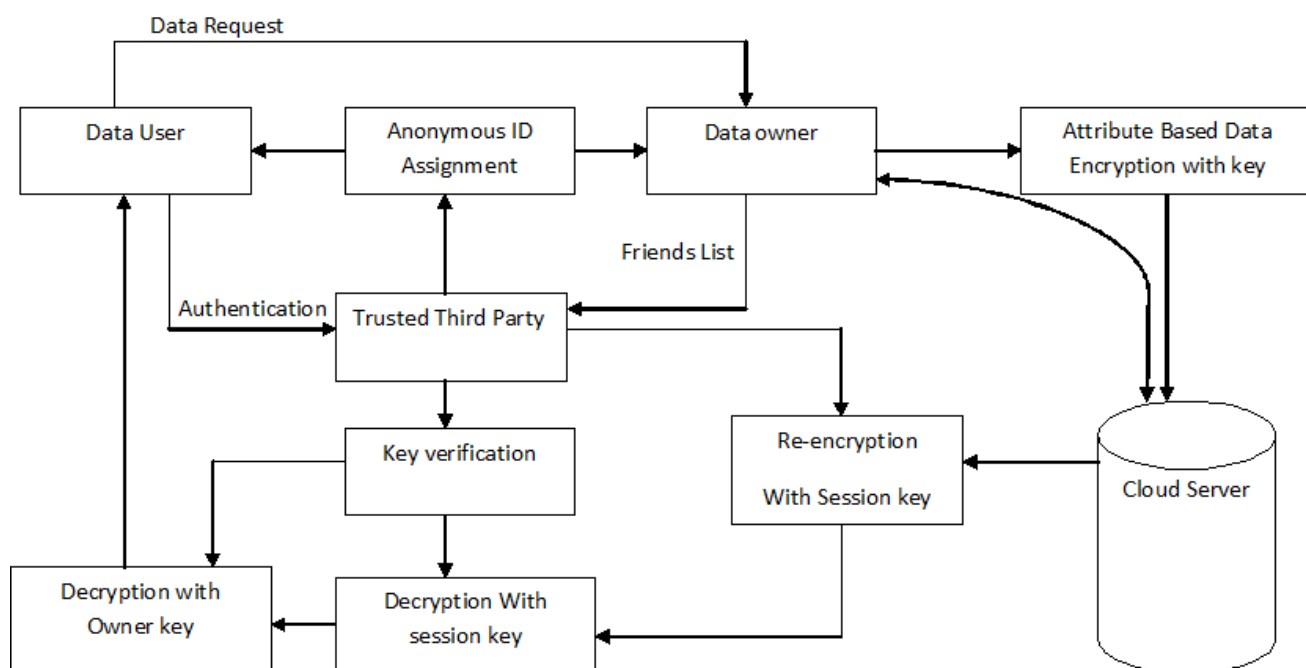 Data Request
Data User
Anonymous ID
Assignment
Data owner
Attribute Based Data
Encryption with key
Friends List
Authentication
Trusted Third Party
Key verification
Re-encryption
With Session key
Cloud Server
Decryption with
Owner key
Decryption With
session key